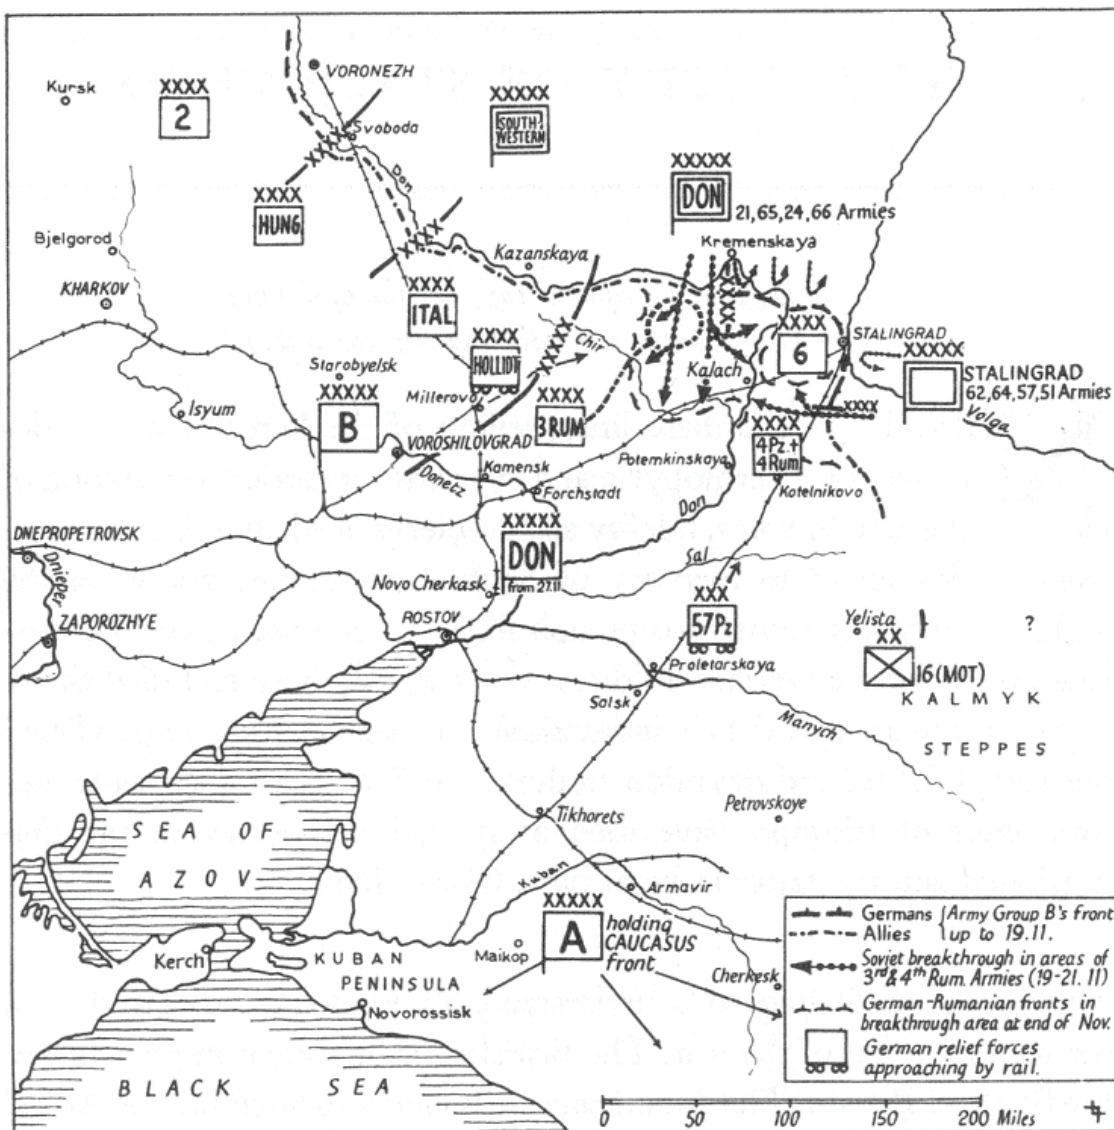 VORONEZH
Kursk
XXXX
2
XXXXX
SOUTH-
WESTERN
Svoboda
XXXX
XXXX
HUNG
Don
XXXXX
DON
21,65,24,66 Armies
Bjelgorod
XXXX
Kazanskaya
Kremenskaya
KHARKOV
XXXX
ITAL.
XXXX
HOLLIDT
XXXXX
Chir
XXXX
XXXX
6
STALINGRAD
XXXXX
STALINGRAD
62,64,57,51 Armies
Volga
Starobyelsk
XXXXX
B
Millerovo
XXXX
3 RUM
Kalach
XXXX
XXXX
4 Pz.+
4 Rum
Isyum
VOROSHILOVGRAD
Donetz
Kamensk
Forchstadt
Potemkinskaya
Kotelnikovo
Don
DNEPROPETROVSK
Dnieper
XXXXX
DON
from 27.11
Novo Cherkask
Sal
ZAPOROZHYE
ROSTOV
XXX
57 Pz
Yelista
?
XX
16 (MOT)
KALMYK
STEPPES
Proletarskaya
Salsk
Manych
Petrovskoye
Tikhorets
SEA OF
AZOV
Kuban
Armavir
XXXXX
A
holding
CAUCASUS
front
Maikop
Kerch
KUBAN
PENINSULA
Novorossisk
Cherkesk
BLACK SEA
Germans
Allies
Army Group B's front
up to 19.11.
Soviet breakthrough in areas of
3rd & 4th Rum. Armies (19-21. 11)
German-Rumanian fronts in
breakthrough area at end of Nov.
German relief forces
approaching by rail.
0 50 100 150 200
Miles